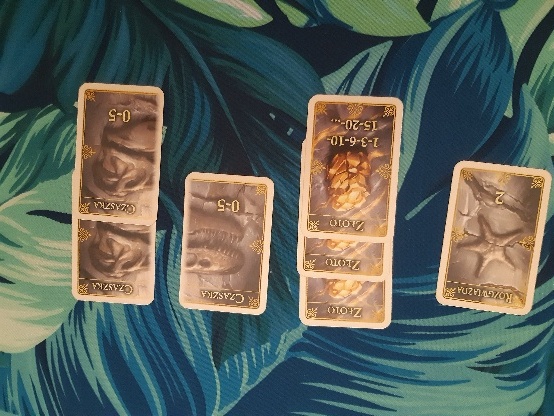 ROZGWIAZDA
2
ZŁOTO
ZŁOTO
ZŁOTO
1-3-6-10-
15-20-...
CZASZKA
0-5
CZASZKA
CZASZKA
0-5